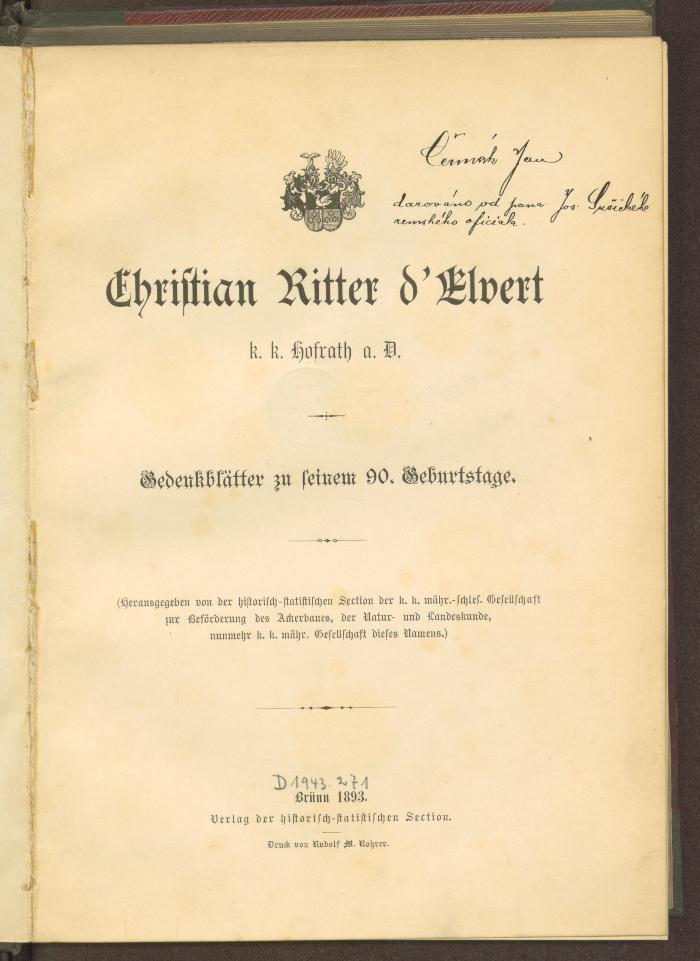 Čermák Jan
darováno od pana Jos.
zemského oficiála.
Christian Ritter d'Elvert
k. k. Hofrath a. D.
Gedenkblätter zu seinem 90. Geburtstage.
(Herausgegeben von der historisch-statistischen Section der k. k. mähr.-schles. Gesellschaft
zur Beförderung des Ackerbaues, der Natur- und Landeskunde,
nunmehr k. k. mähr. Gesellschaft dieses Namens.)
D 1943. 271
Brünn 1893.
Verlag der historisch-statistischen Section.
Druck von Rudolf M. Rohrer.